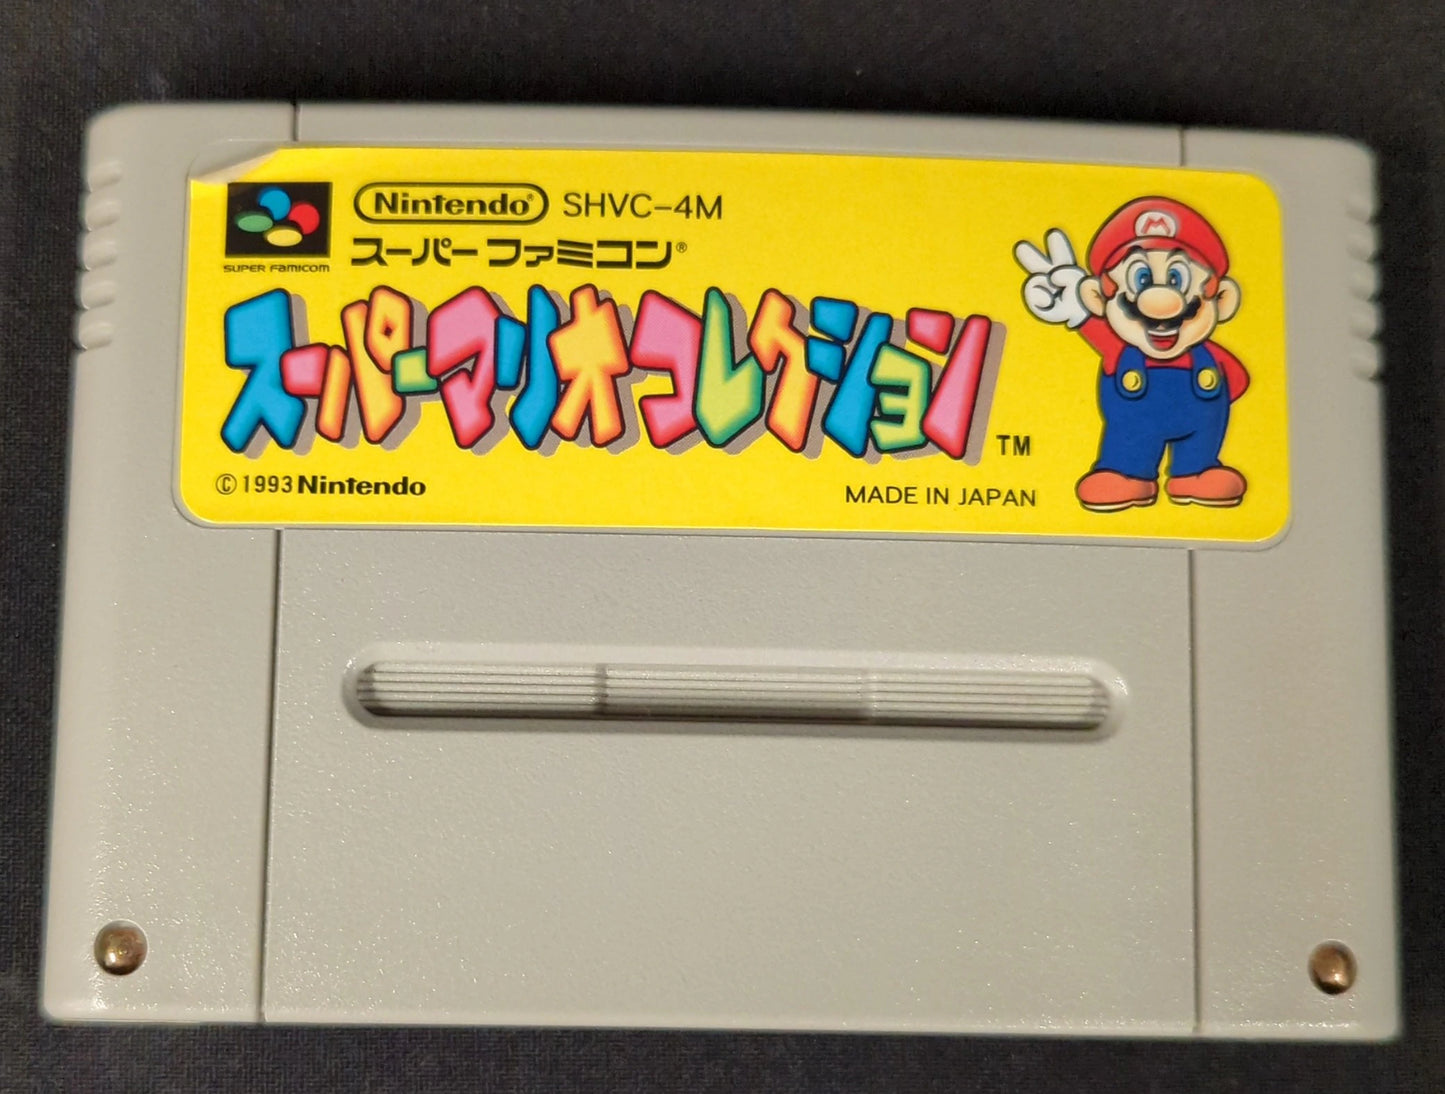 Nintendo® SHVC-4M
スーパーファミコン®
SUPER FAMICOM
スーパーマリオコレクション TM
©1993 Nintendo
MADE IN JAPAN
M